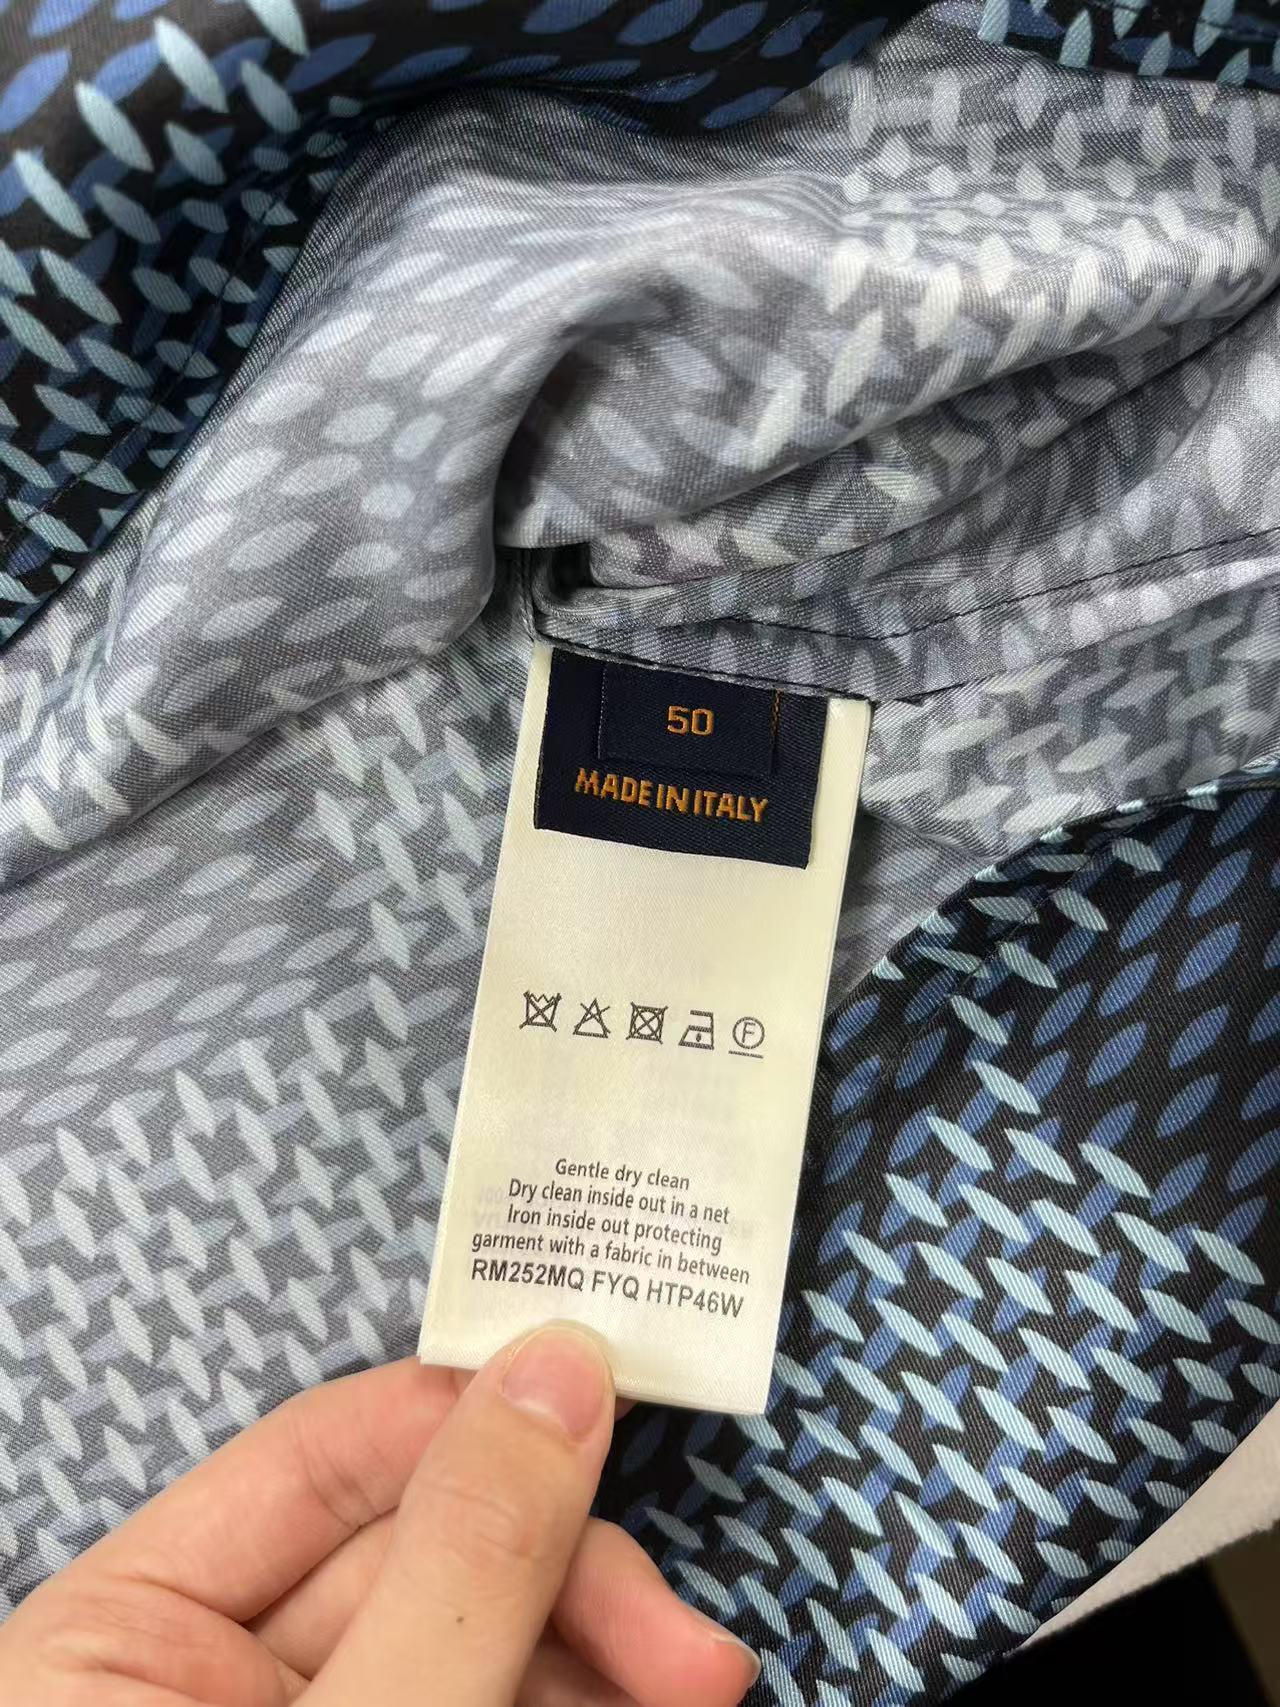 50
MADE IN ITALY
F
Gentle dry clean
Dry clean inside out in a net
Iron inside out protecting
garment with a fabric in between
RM252MQ FYQ HTP46W